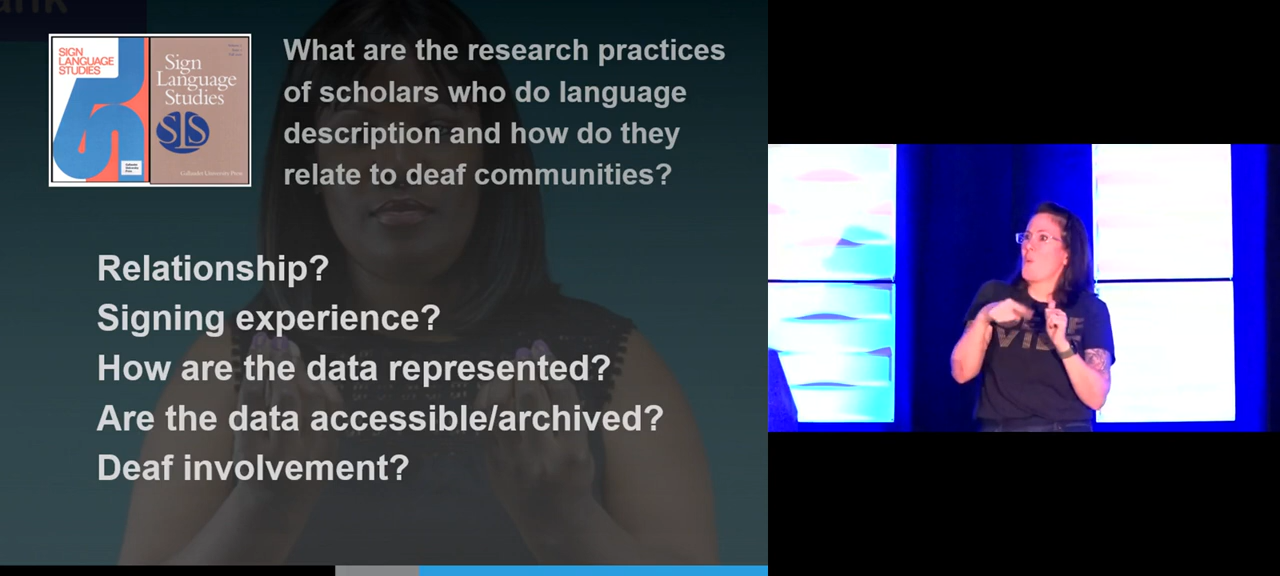 SIGN
LANGUAGE
STUDIES
Sign
Language
Studies
SLS
Gallaudet University Press
What are the research practices
of scholars who do language
description and how do they
relate to deaf communities?
Relationship?
Signing experience?
How are the data represented?
Are the data accessible/archived?
Deaf involvement?